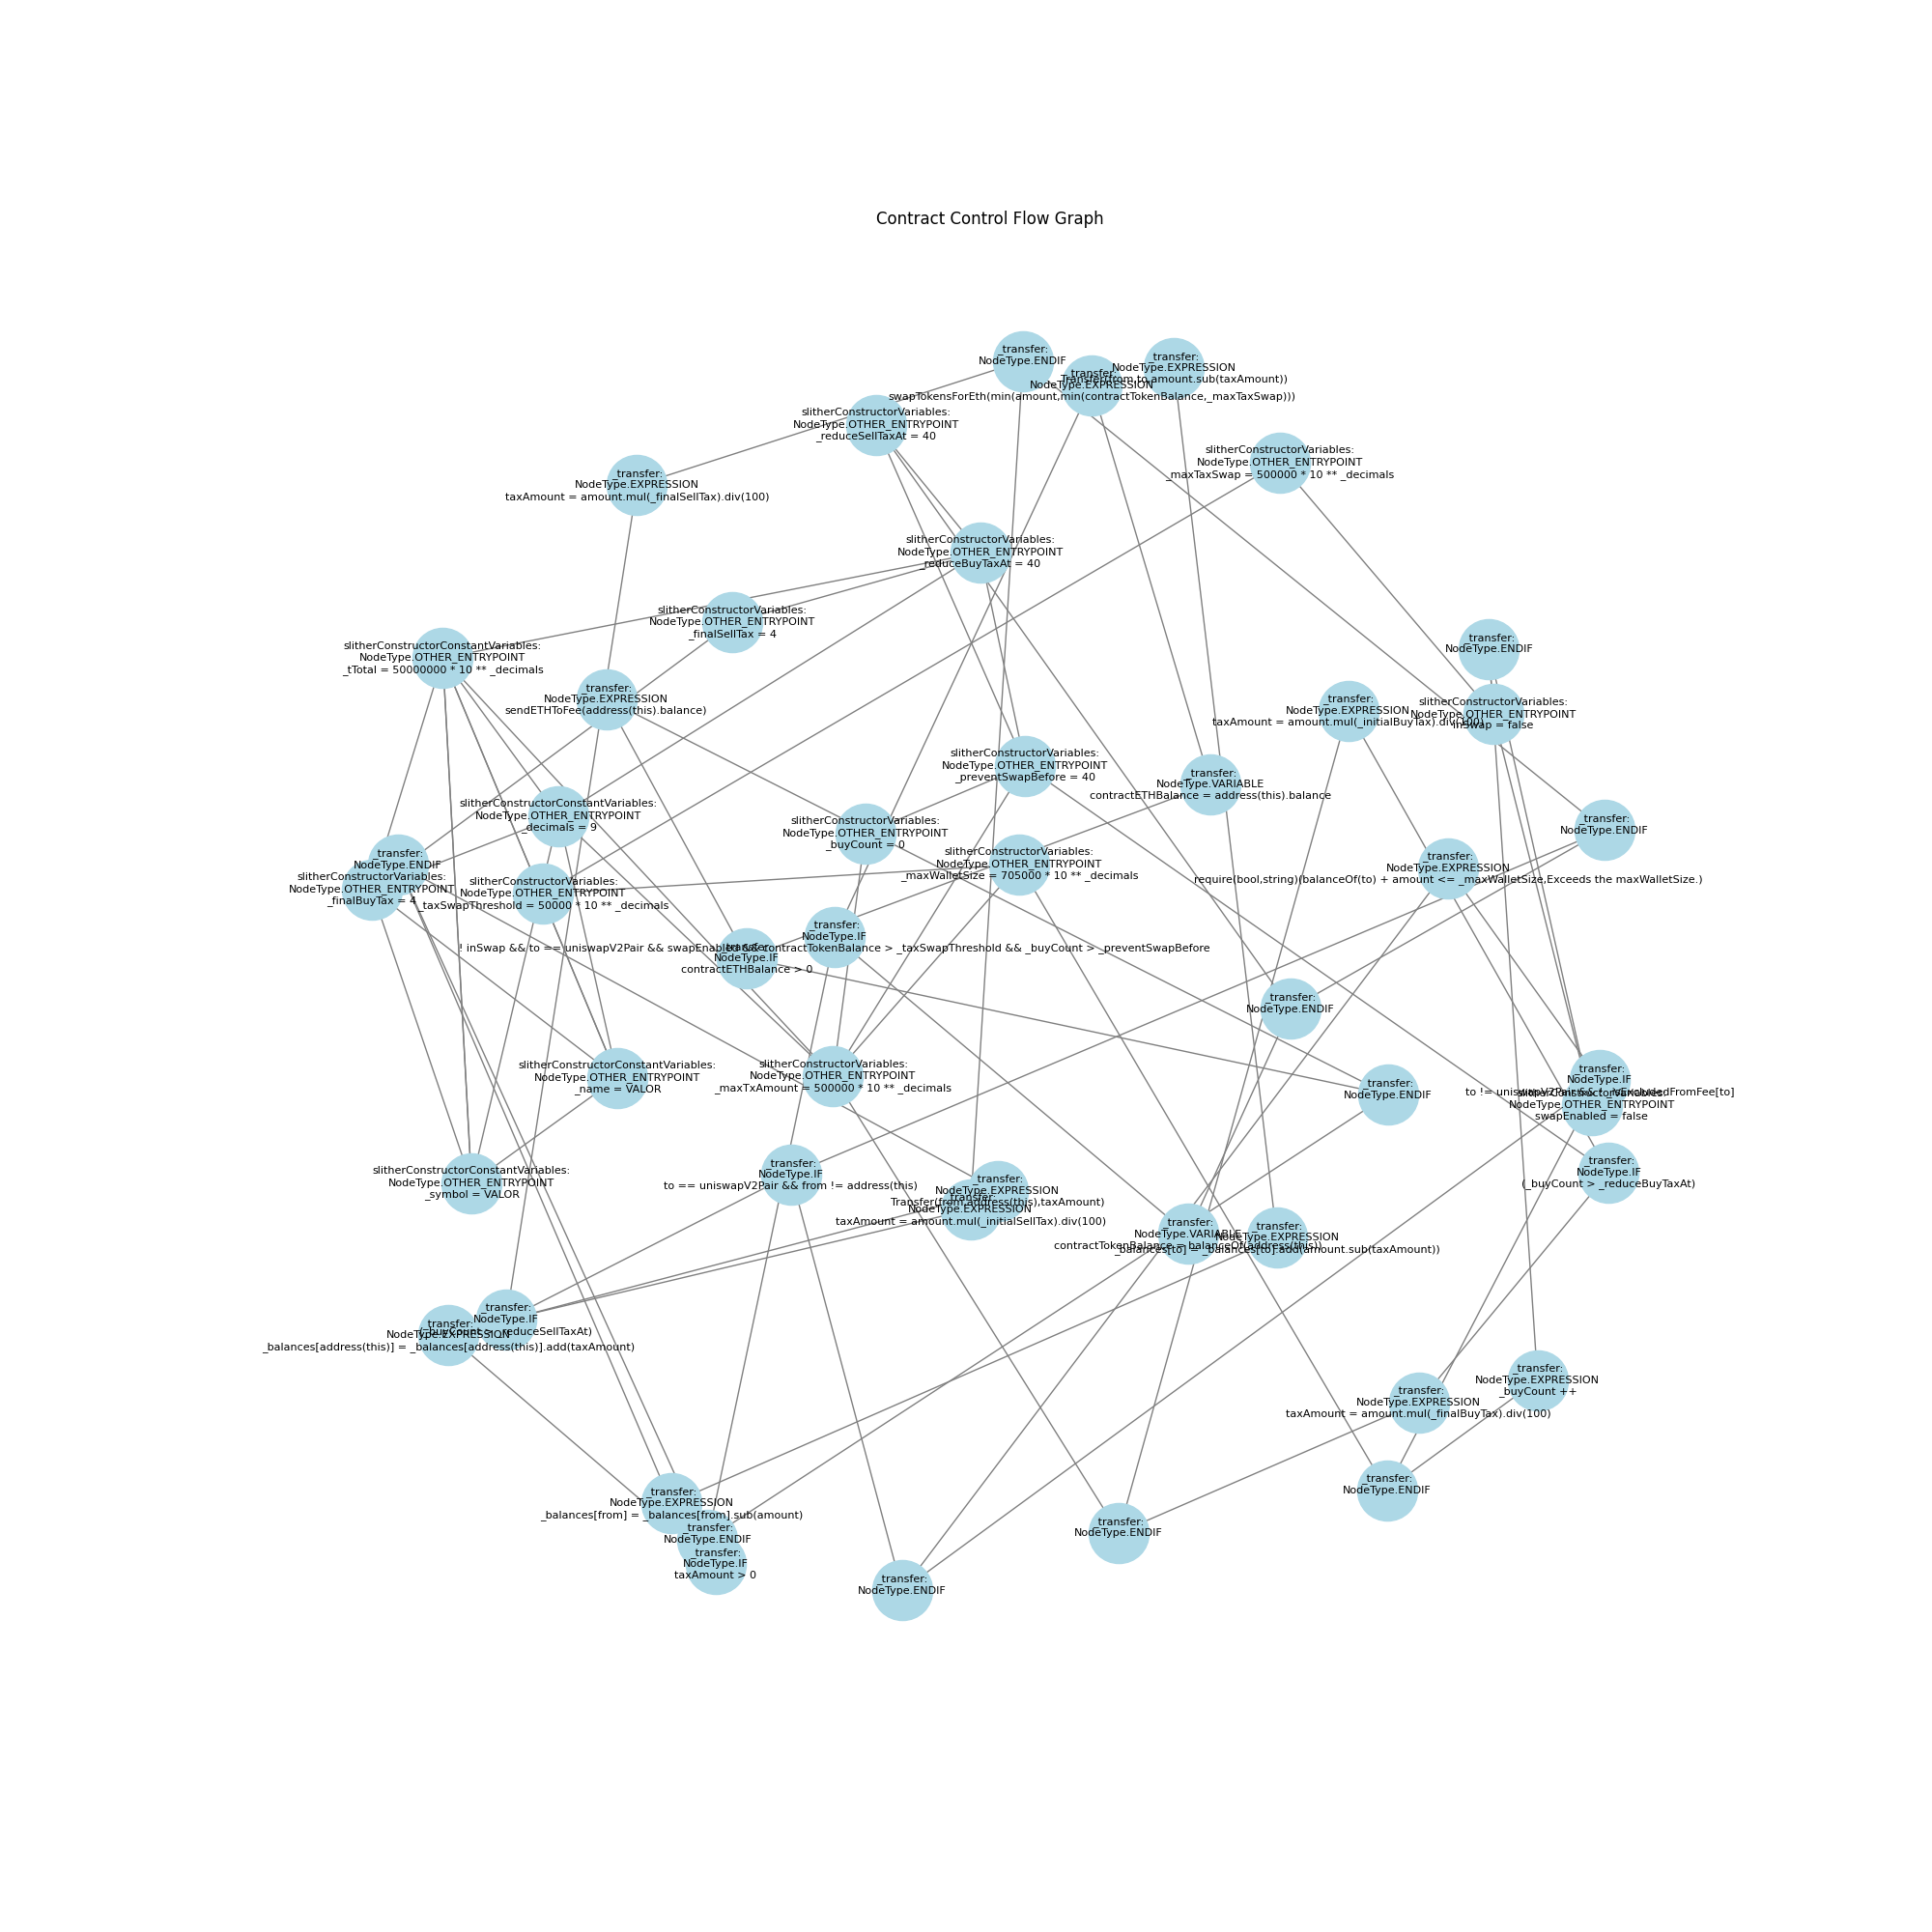 Contract Control Flow Graph
_transfer:
NodeType.ENDIF
_transfer:
NodeType.EXPRESSION
Transfer(from,to,amount.sub(taxAmount))
_transfer:
NodeType.EXPRESSION
swapTokensForEth(min(amount,min(contractTokenBalance,_maxTaxSwap)))
slitherConstructorVariables:
NodeType.OTHER_ENTRYPOINT
_reduceSellTaxAt = 40
slitherConstructorVariables:
NodeType.OTHER_ENTRYPOINT
_maxTaxSwap = 500000 * 10 ** _decimals
_transfer:
NodeType.EXPRESSION
taxAmount = amount.mul(_finalSellTax).div(100)
slitherConstructorVariables:
NodeType.OTHER_ENTRYPOINT
_reduceBuyTaxAt = 40
slitherConstructorVariables:
NodeType.OTHER_ENTRYPOINT
_finalSellTax = 4
slitherConstructorConstantVariables:
NodeType.OTHER_ENTRYPOINT
_tTotal = 50000000 * 10 ** _decimals
_transfer:
NodeType.ENDIF
_transfer:
NodeType.EXPRESSION
sendETHToFee(address(this).balance)
_transfer:
NodeType.EXPRESSION
taxAmount = amount.mul(_initialBuyTax).div(100)
slitherConstructorVariables:
NodeType.OTHER_ENTRYPOINT
inSwap = false
slitherConstructorVariables:
NodeType.OTHER_ENTRYPOINT
_preventSwapBefore = 40
_transfer:
NodeType.VARIABLE
contractETHBalance = address(this).balance
slitherConstructorConstantVariables:
NodeType.OTHER_ENTRYPOINT
_decimals = 9
slitherConstructorVariables:
NodeType.OTHER_ENTRYPOINT
_buyCount = 0
_transfer:
NodeType.ENDIF
_transfer:
NodeType.ENDIF
slitherConstructorVariables:
NodeType.OTHER_ENTRYPOINT
_finalBuyTax = 4
slitherConstructorVariables:
NodeType.OTHER_ENTRYPOINT
_taxSwapThreshold = 50000 * 10 ** _decimals
slitherConstructorVariables:
NodeType.OTHER_ENTRYPOINT
_maxWalletSize = 705000 * 10 ** _decimals
_transfer:
NodeType.EXPRESSION
require(bool,string)(balanceOf(to) + amount <= _maxWalletSize,Exceeds the maxWalletSize.)
_transfer:
NodeType.IF
! inSwap && to == uniswapV2Pair && swapEnabled && contractTokenBalance > _taxSwapThreshold && _buyCount > _preventSwapBefore
_transfer:
NodeType.IF
contractETHBalance > 0
_transfer:
NodeType.ENDIF
slitherConstructorConstantVariables:
NodeType.OTHER_ENTRYPOINT
_name = VALOR
slitherConstructorVariables:
NodeType.OTHER_ENTRYPOINT
_maxTxAmount = 500000 * 10 ** _decimals
_transfer:
NodeType.ENDIF
_transfer:
NodeType.IF
to != uniswapV2Pair && ! _isExcludedFromFee[to]
slitherConstructorVariables:
NodeType.OTHER_ENTRYPOINT
swapEnabled = false
slitherConstructorConstantVariables:
NodeType.OTHER_ENTRYPOINT
_symbol = VALOR
_transfer:
NodeType.IF
to == uniswapV2Pair && from != address(this)
_transfer:
NodeType.EXPRESSION
Transfer(from,address(this),taxAmount)
_transfer:
NodeType.EXPRESSION
taxAmount = amount.mul(_initialSellTax).div(100)
_transfer:
NodeType.IF
(_buyCount > _reduceBuyTaxAt)
_transfer:
NodeType.VARIABLE
contractTokenBalance = balanceOf(address(this))
_transfer:
NodeType.EXPRESSION
_balances[to] = _balances[to].add(amount.sub(taxAmount))
_transfer:
NodeType.IF
(_buyCount > _reduceSellTaxAt)
_transfer:
NodeType.EXPRESSION
_balances[address(this)] = _balances[address(this)].add(taxAmount)
_transfer:
NodeType.EXPRESSION
_buyCount ++
_transfer:
NodeType.EXPRESSION
taxAmount = amount.mul(_finalBuyTax).div(100)
_transfer:
NodeType.ENDIF
_transfer:
NodeType.EXPRESSION
_balances[from] = _balances[from].sub(amount)
_transfer:
NodeType.ENDIF
_transfer:
NodeType.IF
taxAmount > 0
_transfer:
NodeType.ENDIF
_transfer:
NodeType.ENDIF